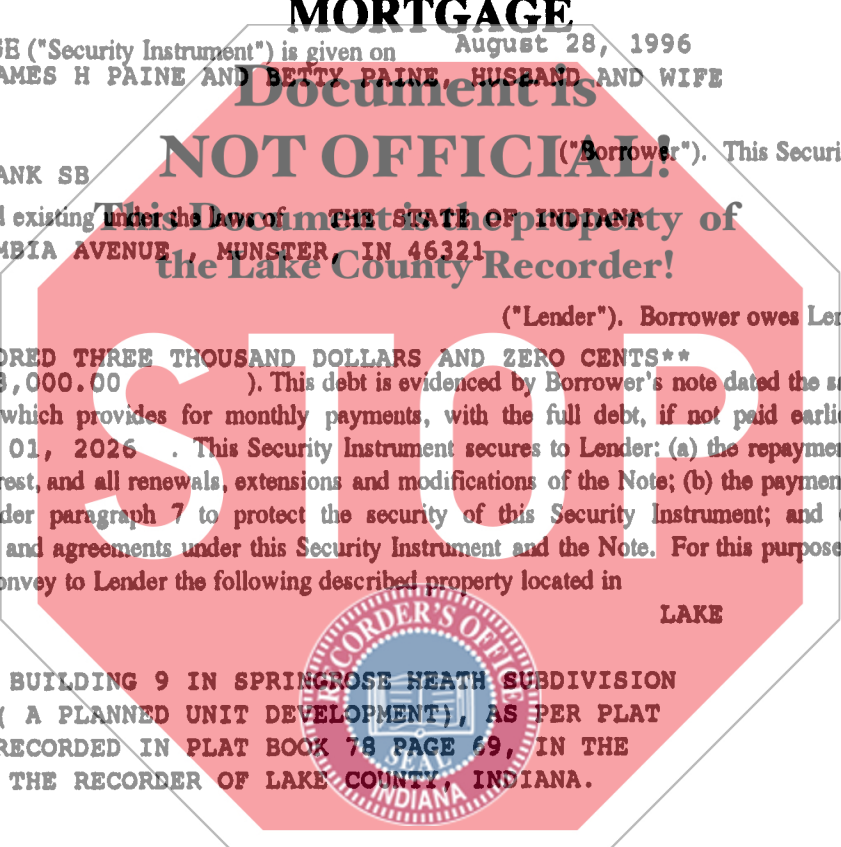 MORTGAGE
GE ("Security Instrument") is given on August 28, 1996
AMES H PAINE AND BETTY PAINE, HUSBAND AND WIFE
Document is
NOT OFFICIAL!
("Borrower"). This Securi
ANK SB
This Document is the property of
d existing under the laws of THE STATE OF INDIANA
MBIA AVENUE , MUNSTER, IN 46321
the Lake County Recorder!
("Lender"). Borrower owes Len
DRED THREE THOUSAND DOLLARS AND ZERO CENTS**
3,000.00 ). This debt is evidenced by Borrower's note dated the sa
which provides for monthly payments, with the full debt, if not paid earlie
01, 2026 . This Security Instrument secures to Lender: (a) the repaymen
rest, and all renewals, extensions and modifications of the Note; (b) the paymen
der paragraph 7 to protect the security of this Security Instrument; and
and agreements under this Security Instrument and the Note. For this purpose
onvey to Lender the following described property located in
STOP
LAKE
BUILDING 9 IN SPRINGROSE HEATH SUBDIVISION
( A PLANNED UNIT DEVELOPMENT), AS PER PLAT
RECORDED IN PLAT BOOK 78 PAGE 69, IN THE
THE RECORDER OF LAKE COUNTY, INDIANA.
RECORDER'S OFFICE
SEAL
INDIANA